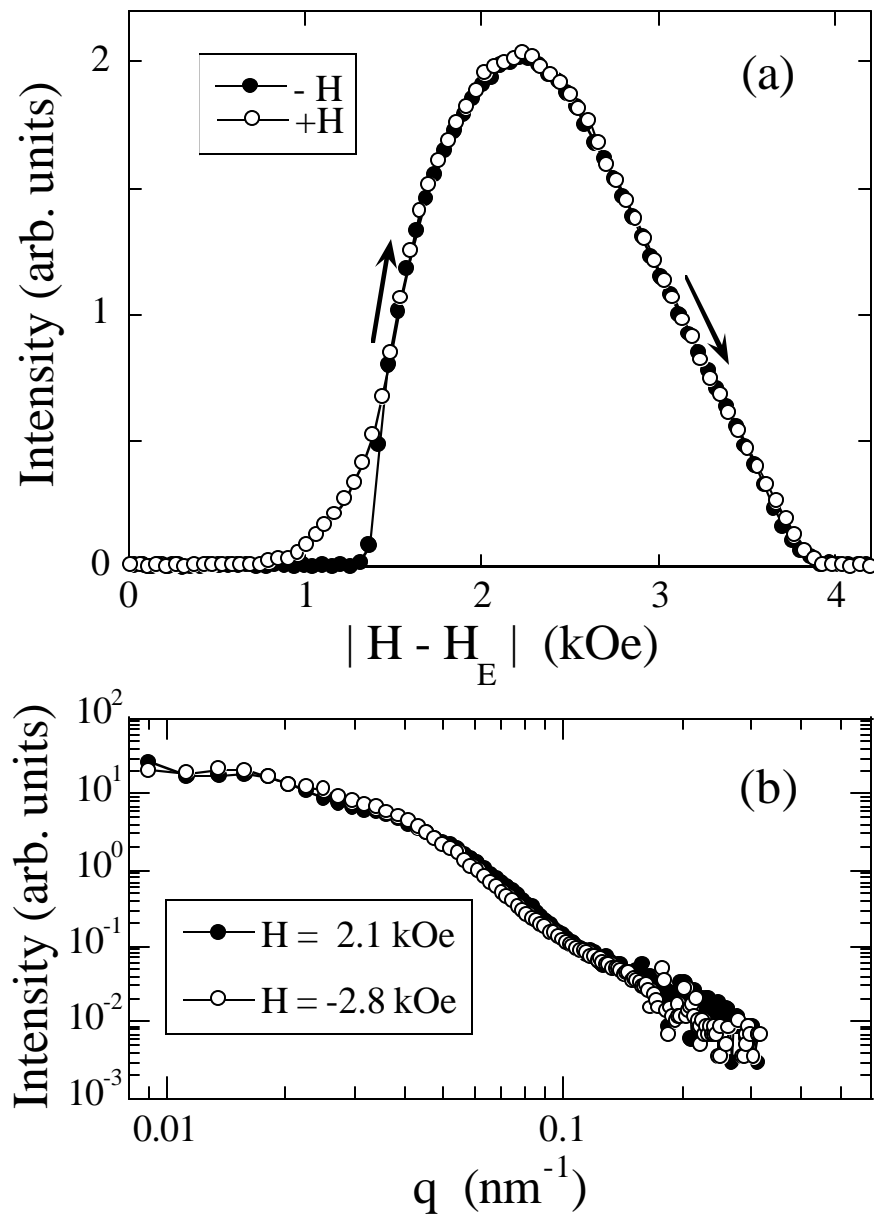 (a)
- H
+H
Intensity (arb. units)
2
1
0
0 1 2 3 4
| H - H_E | (kOe)
(b)
Intensity (arb. units)
10^2
10^1
10^0
10^-1
10^-2
10^-3
H = 2.1 kOe
H = -2.8 kOe
0.01 0.1
q (nm^-1)